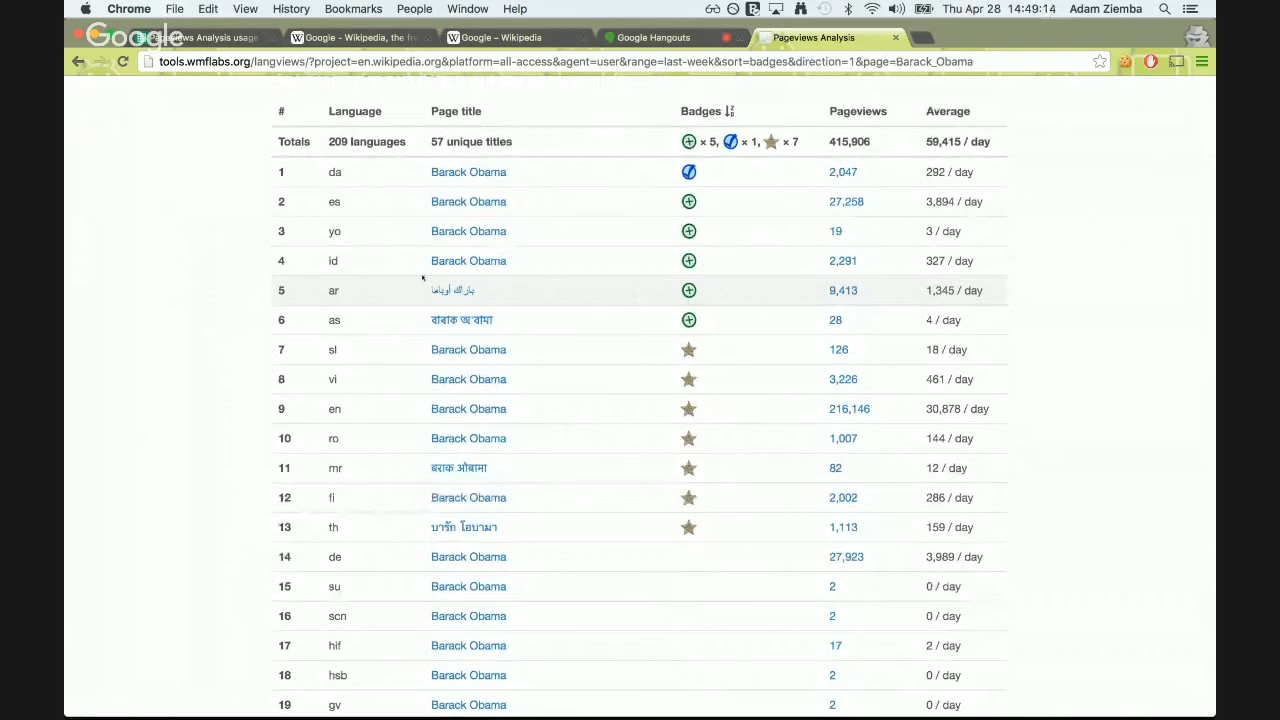 Chrome File Edit View History Bookmarks People Window Help Thu Apr 28 14:49:14 Adam Ziemba
Google
Pageviews Analysis usage Google - Wikipedia, the fre Google – Wikipedia Google Hangouts Pageviews Analysis
tools.wmflabs.org/langviews/?project=en.wikipedia.org&platform=all-access&agent=user&range=last-week&sort=badges&direction=1&page=Barack_Obama
# Language Page title Badges Pageviews Average
Totals 209 languages 57 unique titles × 5, × 1, × 7 415,906 59,415 / day
1 da Barack Obama 2,047 292 / day
2 es Barack Obama 27,258 3,894 / day
3 yo Barack Obama 19 3 / day
4 id Barack Obama 2,291 327 / day
5 ar باراك أوباما 9,413 1,345 / day
6 as বাৰাক অ'বামা 28 4 / day
7 sl Barack Obama 126 18 / day
8 vi Barack Obama 3,226 461 / day
9 en Barack Obama 216,146 30,878 / day
10 ro Barack Obama 1,007 144 / day
11 mr बराक ओबामा 82 12 / day
12 fi Barack Obama 2,002 286 / day
13 th บารัก โอบามา 1,113 159 / day
14 de Barack Obama 27,923 3,989 / day
15 su Barack Obama 2 0 / day
16 scn Barack Obama 2 0 / day
17 hif Barack Obama 17 2 / day
18 hsb Barack Obama 2 0 / day
19 gv Barack Obama 2 0 / day